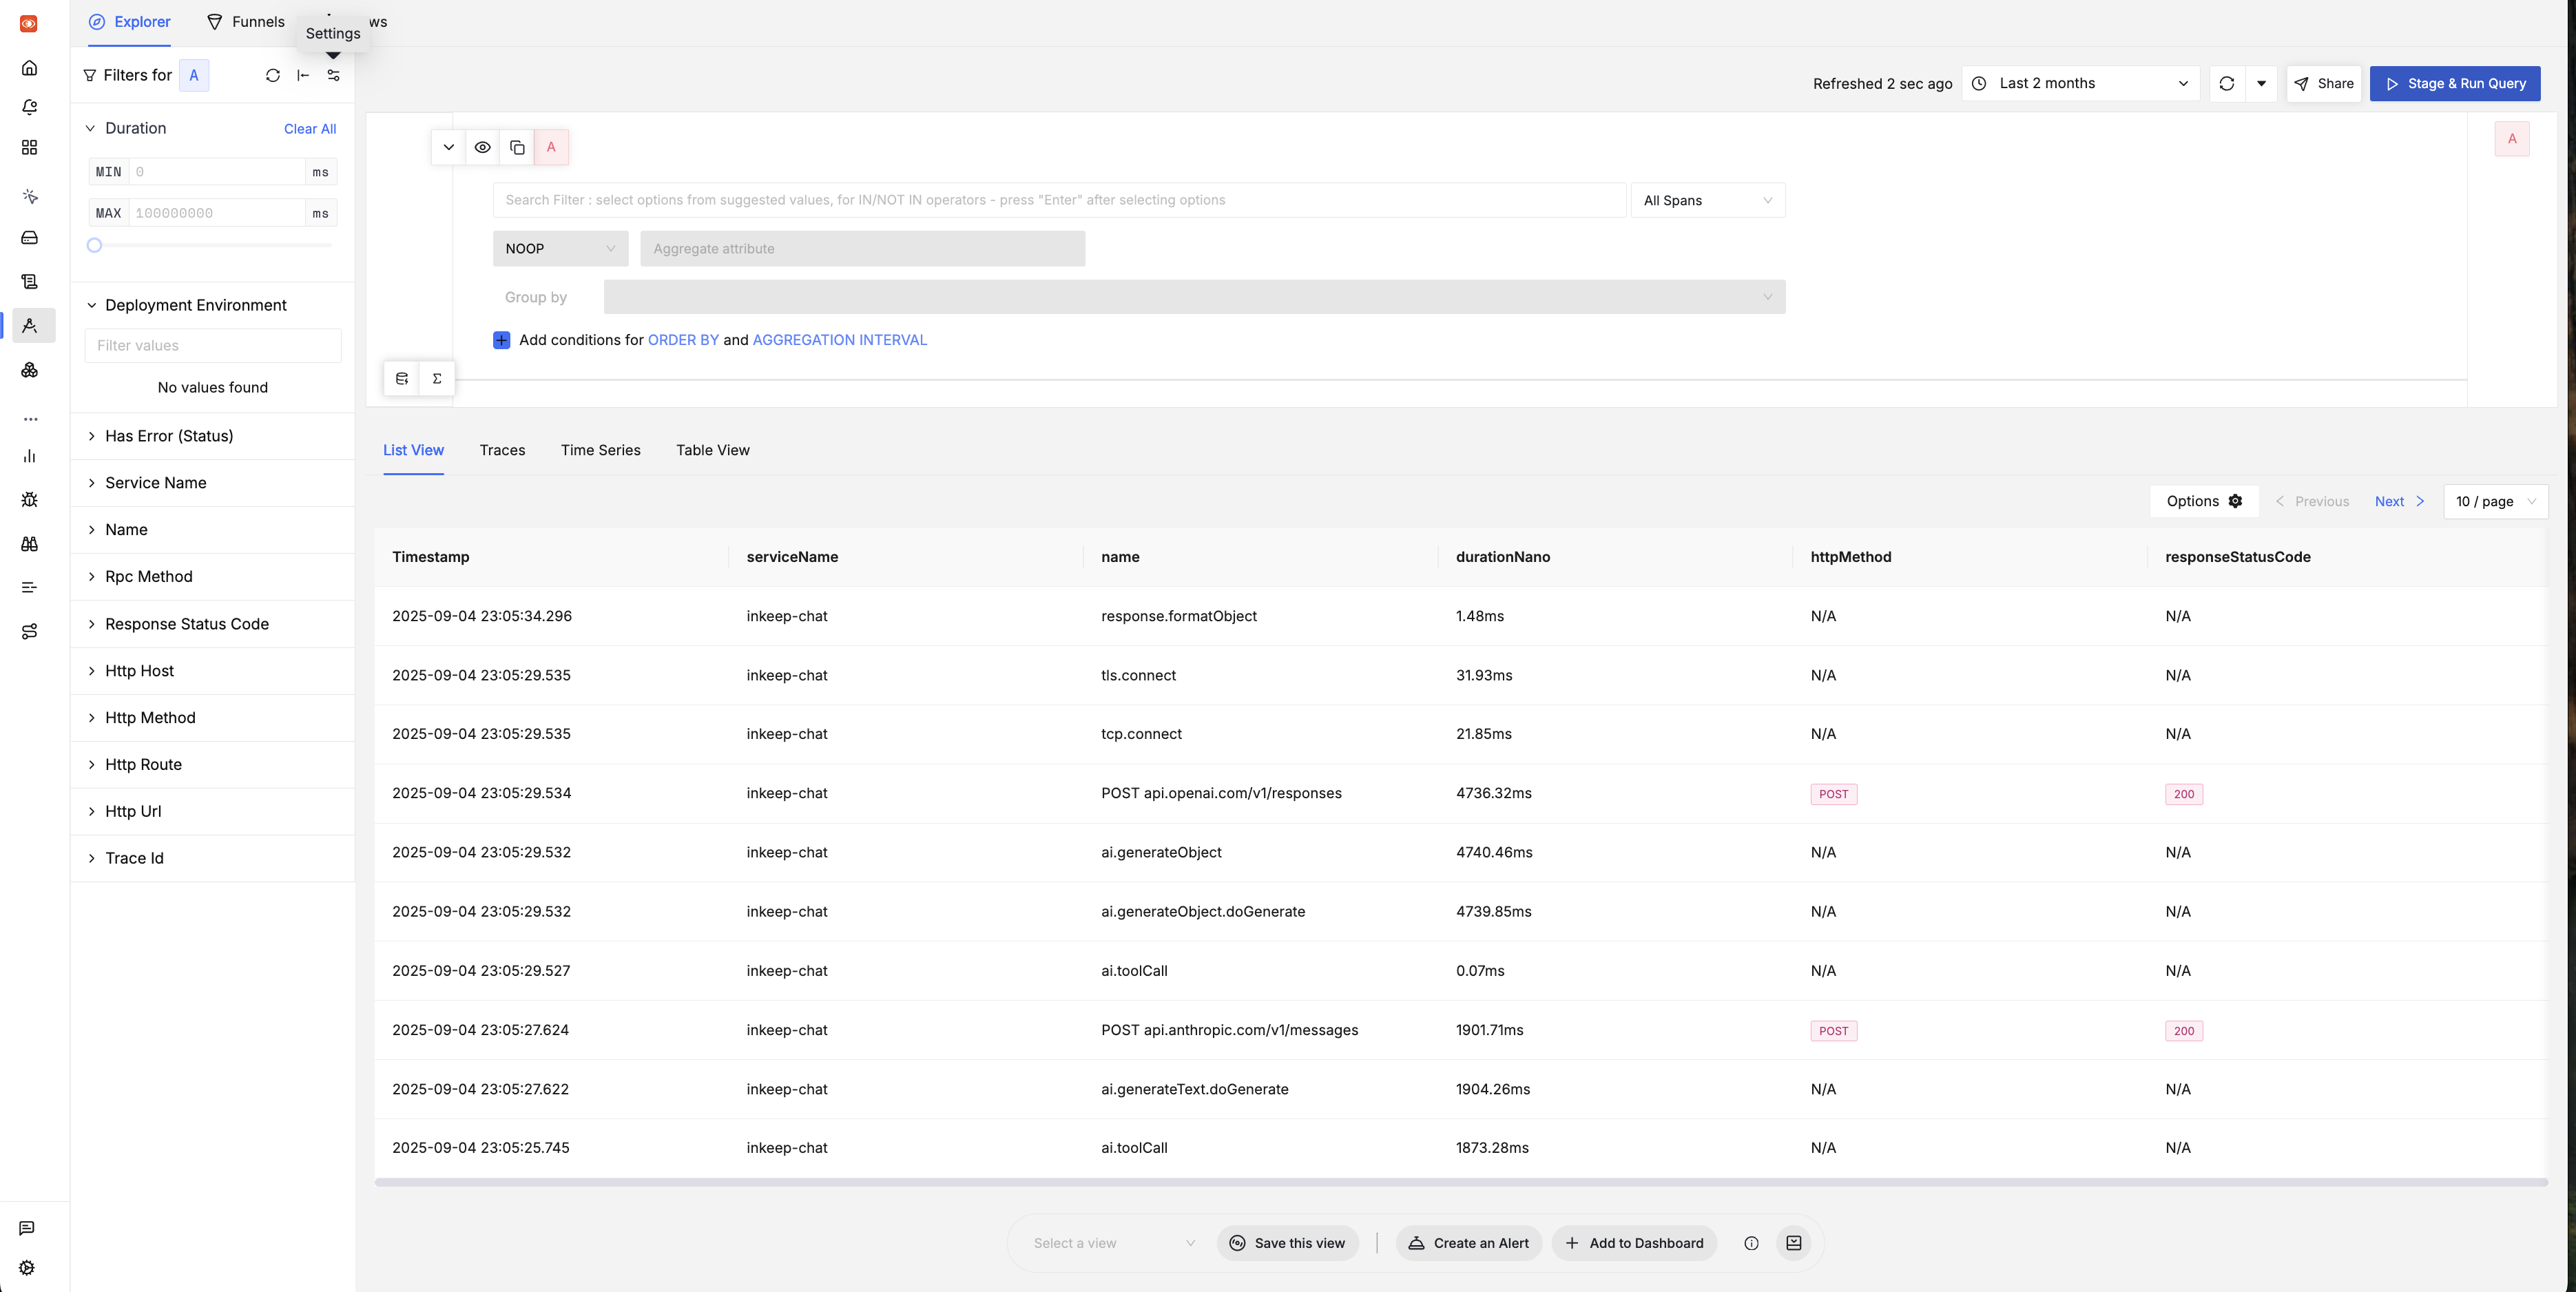 Explorer
Funnels
ws
Settings
Filters for A
Refreshed 2 sec ago
Last 2 months
Share
Stage & Run Query
Duration
Clear All
MIN 0 ms
MAX 100000000 ms
A
A
Search Filter : select options from suggested values, for IN/NOT IN operators - press "Enter" after selecting options
All Spans
NOOP
Aggregate attribute
Group by
Add conditions for ORDER BY and AGGREGATION INTERVAL
Σ
Deployment Environment
Filter values
No values found
Has Error (Status)
Service Name
Name
Rpc Method
Response Status Code
Http Host
Http Method
Http Route
Http Url
Trace Id
List View Traces Time Series Table View
Options Previous Next 10 / page
Timestamp serviceName name durationNano httpMethod responseStatusCode
2025-09-04 23:05:34.296 inkeep-chat response.formatObject 1.48ms N/A N/A
2025-09-04 23:05:29.535 inkeep-chat tls.connect 31.93ms N/A N/A
2025-09-04 23:05:29.535 inkeep-chat tcp.connect 21.85ms N/A N/A
2025-09-04 23:05:29.534 inkeep-chat POST api.openai.com/v1/responses 4736.32ms POST 200
2025-09-04 23:05:29.532 inkeep-chat ai.generateObject 4740.46ms N/A N/A
2025-09-04 23:05:29.532 inkeep-chat ai.generateObject.doGenerate 4739.85ms N/A N/A
2025-09-04 23:05:29.527 inkeep-chat ai.toolCall 0.07ms N/A N/A
2025-09-04 23:05:27.624 inkeep-chat POST api.anthropic.com/v1/messages 1901.71ms POST 200
2025-09-04 23:05:27.622 inkeep-chat ai.generateText.doGenerate 1904.26ms N/A N/A
2025-09-04 23:05:25.745 inkeep-chat ai.toolCall 1873.28ms N/A N/A
Select a view
Save this view
Create an Alert
Add to Dashboard